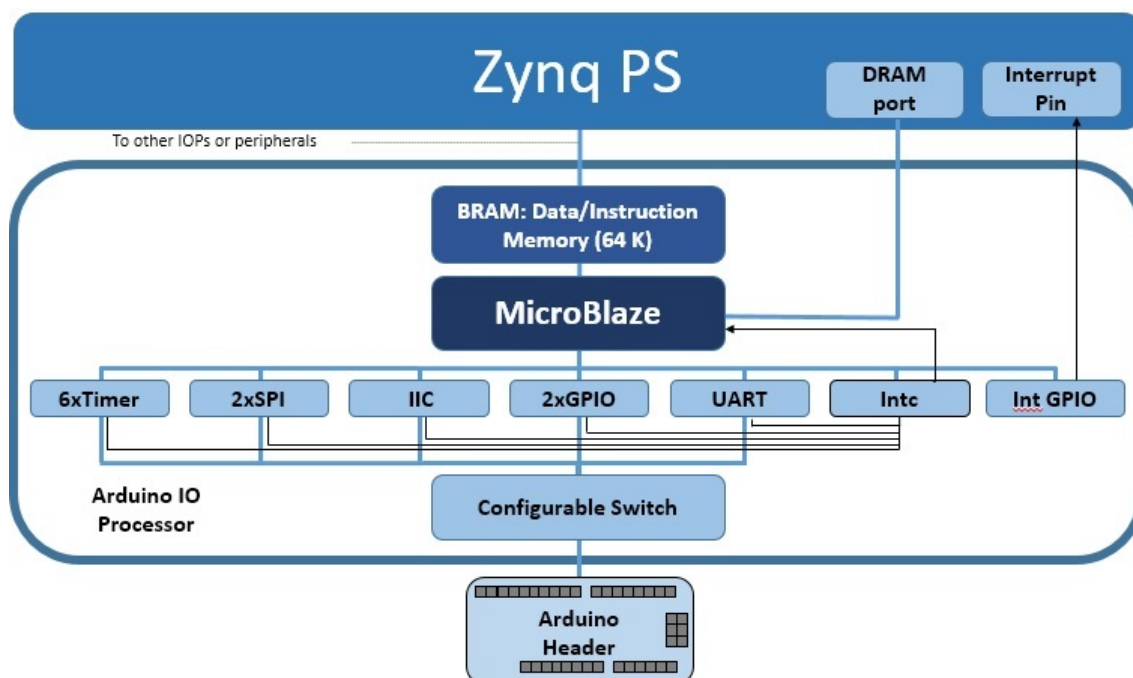 Zynq PS
DRAM
port
Interrupt
Pin
To other IOPs or peripherals
BRAM: Data/Instruction
Memory (64 K)
MicroBlaze
6xTimer
2xSPI
IIC
2xGPIO
UART
Intc
Int GPIO
Arduino IO
Processor
Configurable Switch
Arduino
Header